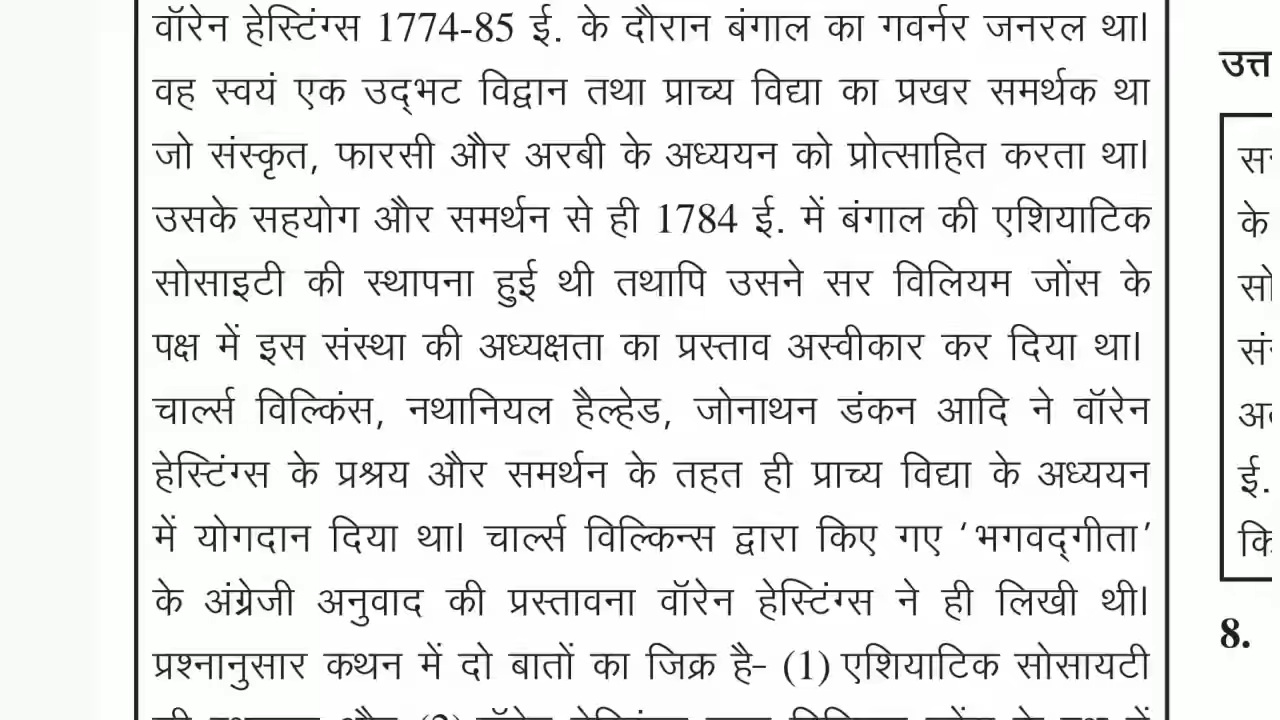 वॉरेन हेस्टिंग्स 1774-85 ई. के दौरान बंगाल का गवर्नर जनरल था।
वह स्वयं एक उद्‌भट विद्वान तथा प्राच्य विद्या का प्रखर समर्थक था
जो संस्कृत, फारसी और अरबी के अध्ययन को प्रोत्साहित करता था।
उसके सहयोग और समर्थन से ही 1784 ई. में बंगाल की एशियाटिक
सोसाइटी की स्थापना हुई थी तथापि उसने सर विलियम जोंस के
पक्ष में इस संस्था की अध्यक्षता का प्रस्ताव अस्वीकार कर दिया था।
चार्ल्स विल्किंस, नथानियल हैल्हेड, जोनाथन डंकन आदि ने वॉरेन
हेस्टिंग्स के प्रश्रय और समर्थन के तहत ही प्राच्य विद्या के अध्ययन
में योगदान दिया था। चार्ल्स विल्किन्स द्वारा किए गए ‘भगवद्‌गीता’
के अंग्रेजी अनुवाद की प्रस्तावना वॉरेन हेस्टिंग्स ने ही लिखी थी।
प्रश्नानुसार कथन में दो बातों का जिक्र है- (1) एशियाटिक सोसायटी
के
ई.
8.